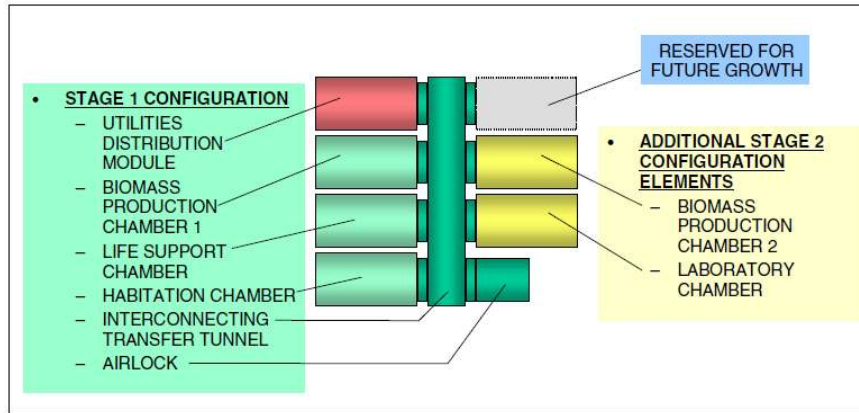 RESERVED FOR
FUTURE GROWTH
• STAGE 1 CONFIGURATION
– UTILITIES
DISTRIBUTION
MODULE
– BIOMASS
PRODUCTION
CHAMBER 1
– LIFE SUPPORT
CHAMBER
– HABITATION CHAMBER
– INTERCONNECTING
TRANSFER TUNNEL
– AIRLOCK
• ADDITIONAL STAGE 2
CONFIGURATION
ELEMENTS
– BIOMASS
PRODUCTION
CHAMBER 2
– LABORATORY
CHAMBER